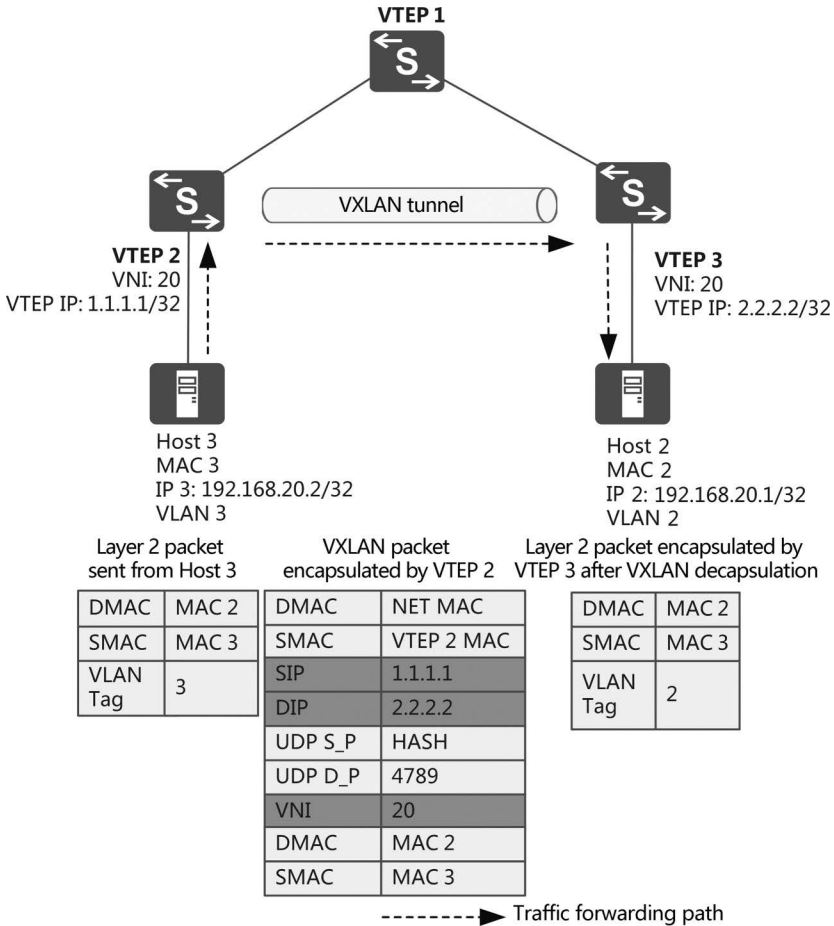 VTEP 1
S
S
VXLAN tunnel
S
VTEP 2
VNI: 20
VTEP IP: 1.1.1.1/32
VTEP 3
VNI: 20
VTEP IP: 2.2.2.2/32
Host 3
MAC 3
IP 3: 192.168.20.2/32
VLAN 3
Host 2
MAC 2
IP 2: 192.168.20.1/32
VLAN 2
Layer 2 packet
sent from Host 3
DMAC MAC 2
SMAC MAC 3
VLAN
Tag 3
VXLAN packet
encapsulated by VTEP 2
DMAC NET MAC
SMAC VTEP 2 MAC
SIP 1.1.1.1
DIP 2.2.2.2
UDP S_P HASH
UDP D_P 4789
VNI 20
DMAC MAC 2
SMAC MAC 3
Layer 2 packet encapsulated by
VTEP 3 after VXLAN decapsulation
DMAC MAC 2
SMAC MAC 3
VLAN
Tag 2
Traffic forwarding path